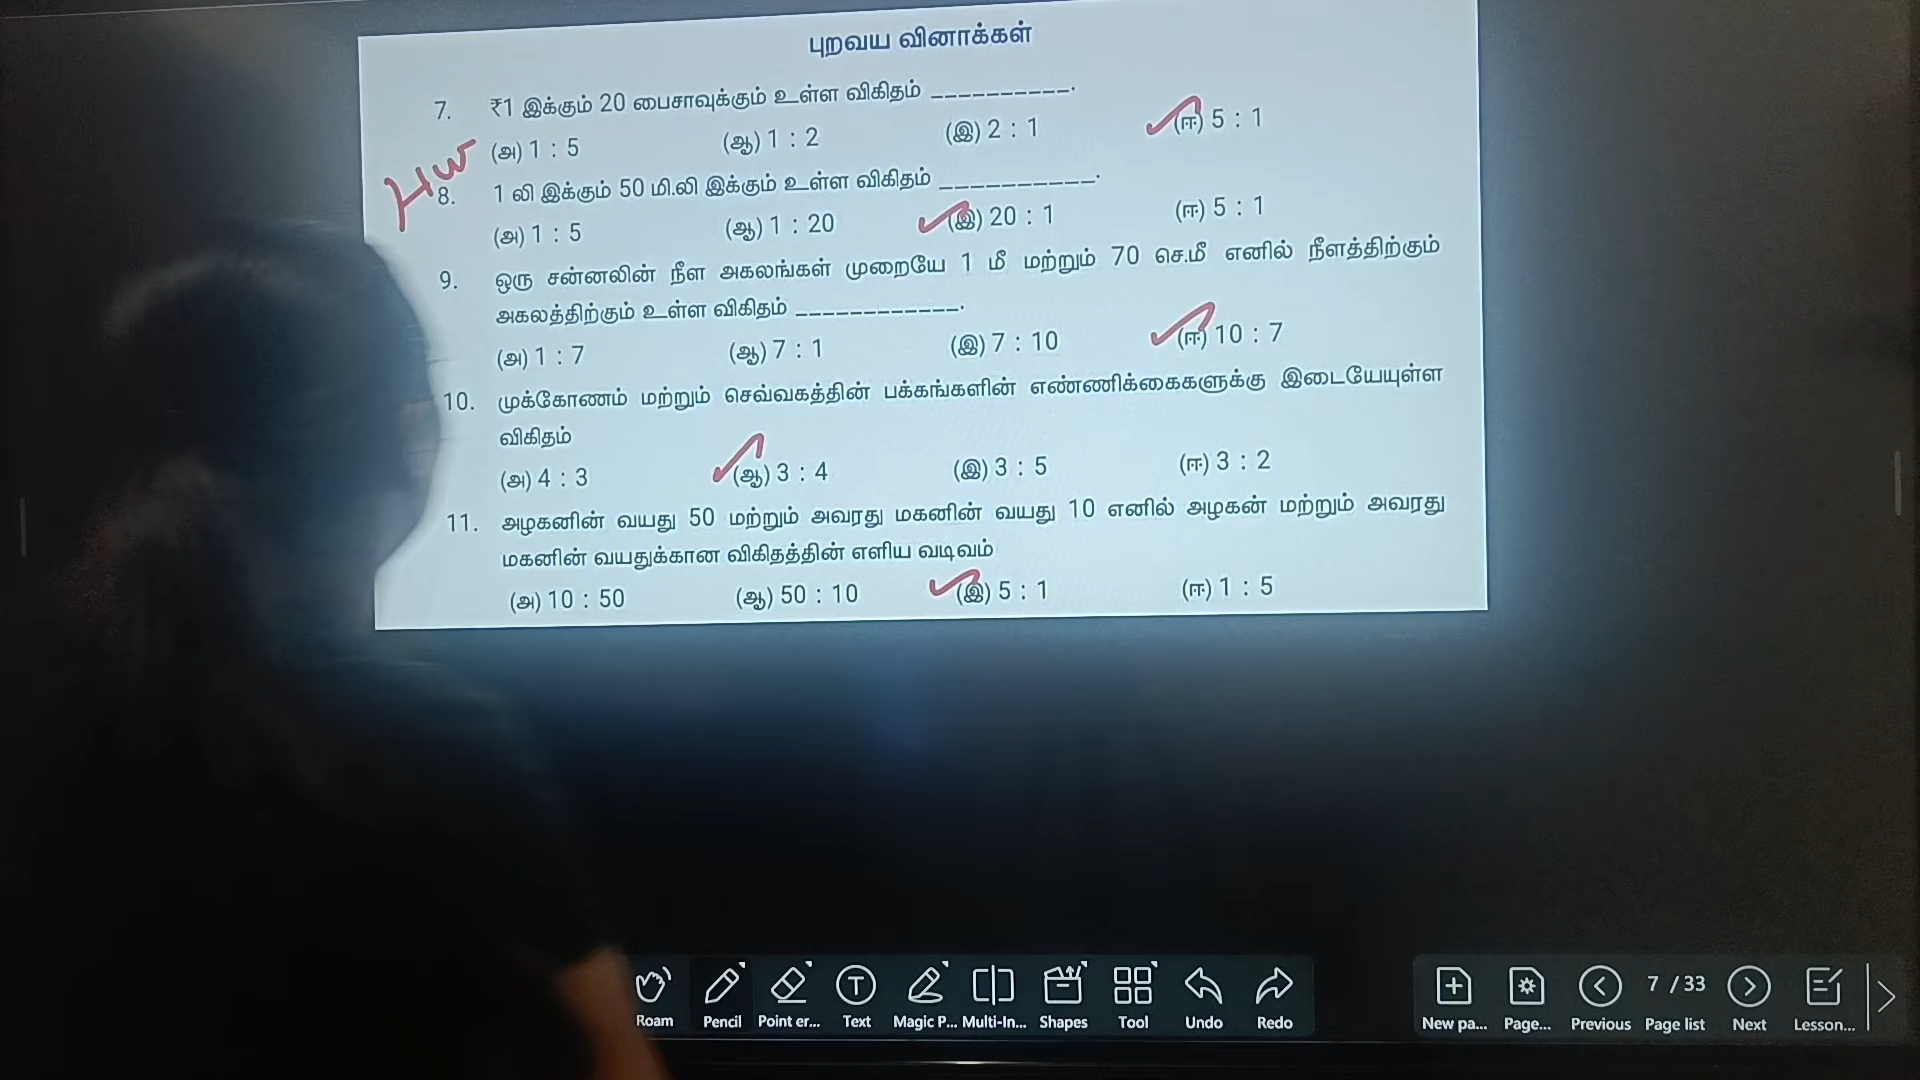 புறவய வினாக்கள்
7. ₹1 இக்கும் 20 பைசாவுக்கும் உள்ள விகிதம் __________.
(அ) 1 : 5 (ஆ) 1 : 2 (இ) 2 : 1 (ஈ) 5 : 1
HW
8. 1 லி இக்கும் 50 மி.லி இக்கும் உள்ள விகிதம் ___________.
(அ) 1 : 5 (ஆ) 1 : 20 (இ) 20 : 1 (ஈ) 5 : 1
9. ஒரு சன்னலின் நீள அகலங்கள் முறையே 1 மீ மற்றும் 70 செ.மீ எனில் நீளத்திற்கும்
அகலத்திற்கும் உள்ள விகிதம் ____________.
(அ) 1 : 7 (ஆ) 7 : 1 (இ) 7 : 10 (ஈ) 10 : 7
10. முக்கோணம் மற்றும் செவ்வகத்தின் பக்கங்களின் எண்ணிக்கைகளுக்கு இடையேயுள்ள
விகிதம்
(அ) 4 : 3 (ஆ) 3 : 4 (இ) 3 : 5 (ஈ) 3 : 2
11. அழகனின் வயது 50 மற்றும் அவரது மகனின் வயது 10 எனில் அழகன் மற்றும் அவரது
மகனின் வயதுக்கான விகிதத்தின் எளிய வடிவம்
(அ) 10 : 50 (ஆ) 50 : 10 (இ) 5 : 1 (ஈ) 1 : 5
7 / 33
Roam Pencil Point er... Text Magic P... Multi-In... Shapes Tool Undo Redo New pa... Page... Previous Page list Next Lesson...